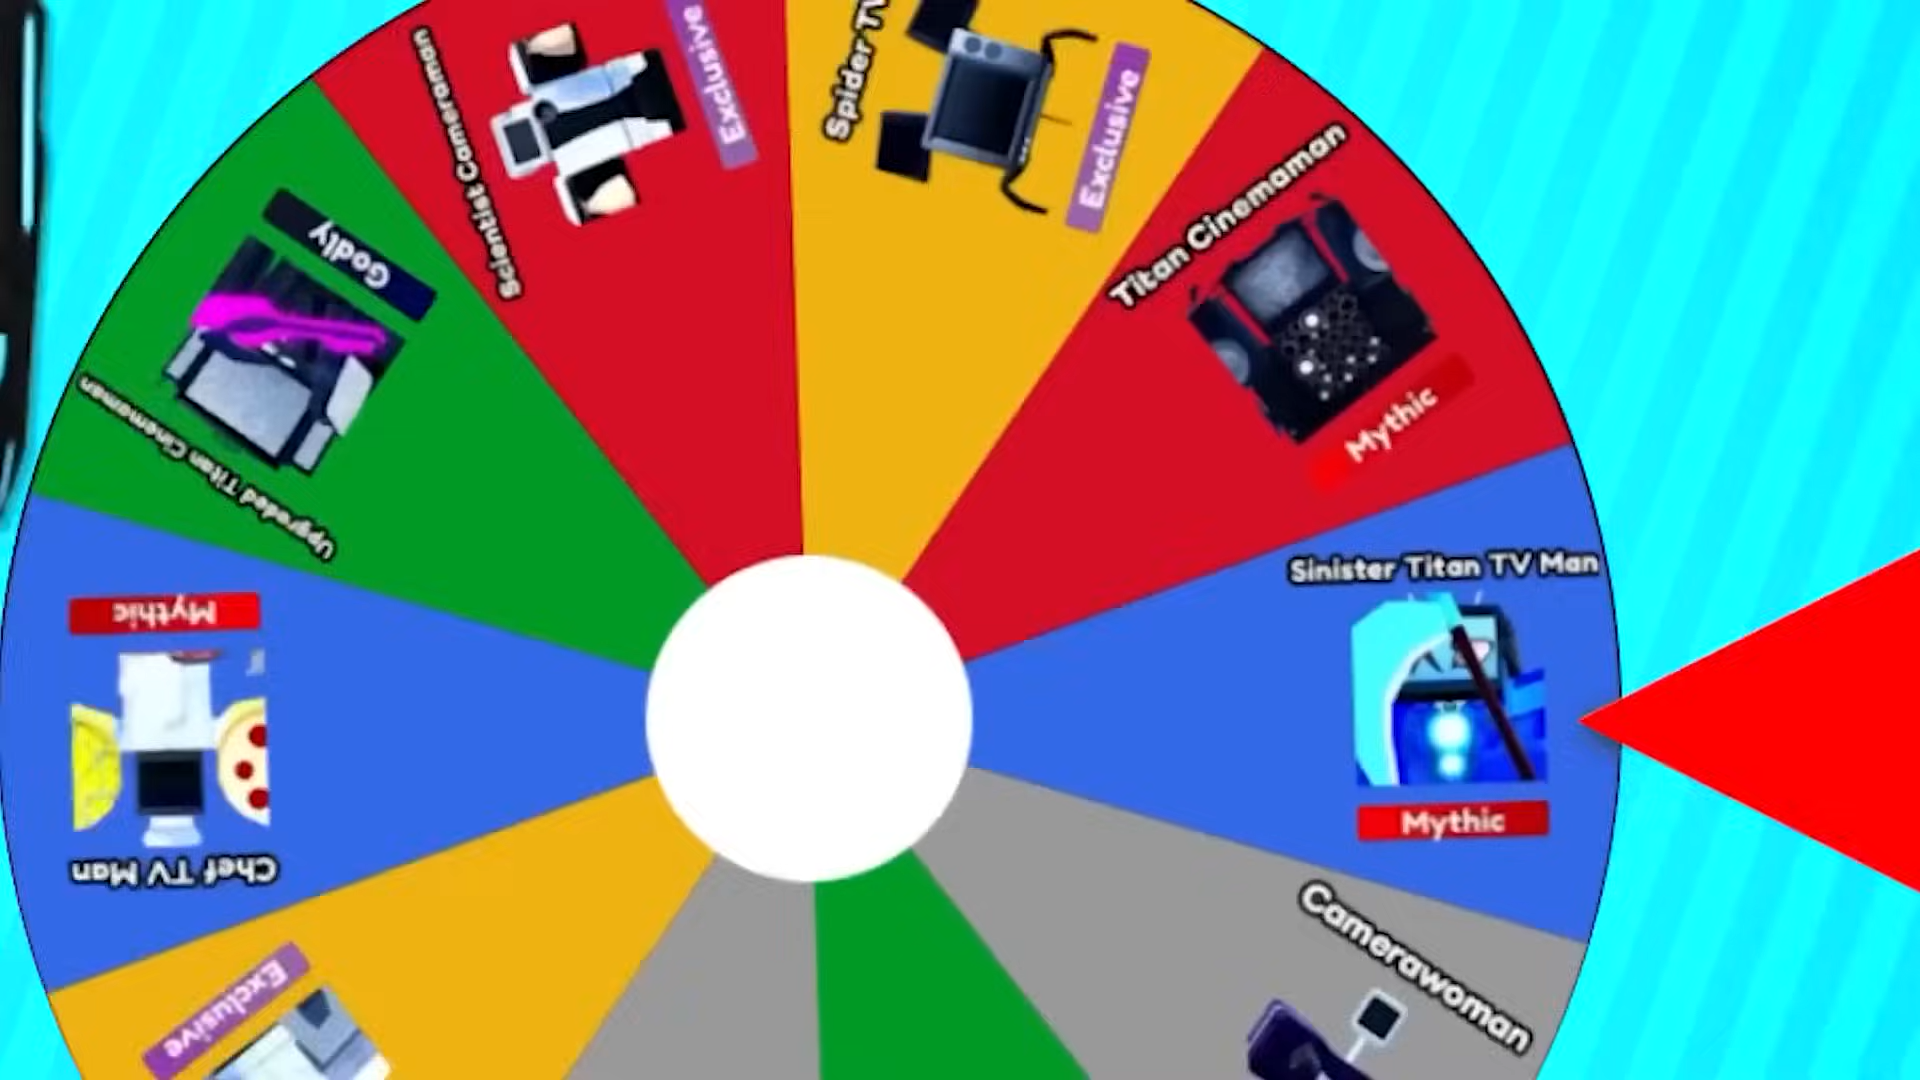 Scientist Cameraman
Exclusive
Spider TV
Exclusive
Titan Cinemaman
Mythic
Godly
Upgraded Titan Cinemaman
Sinister Titan TV Man
Mythic
Mythic
Chef TV Man
Camerawoman
Exclusive